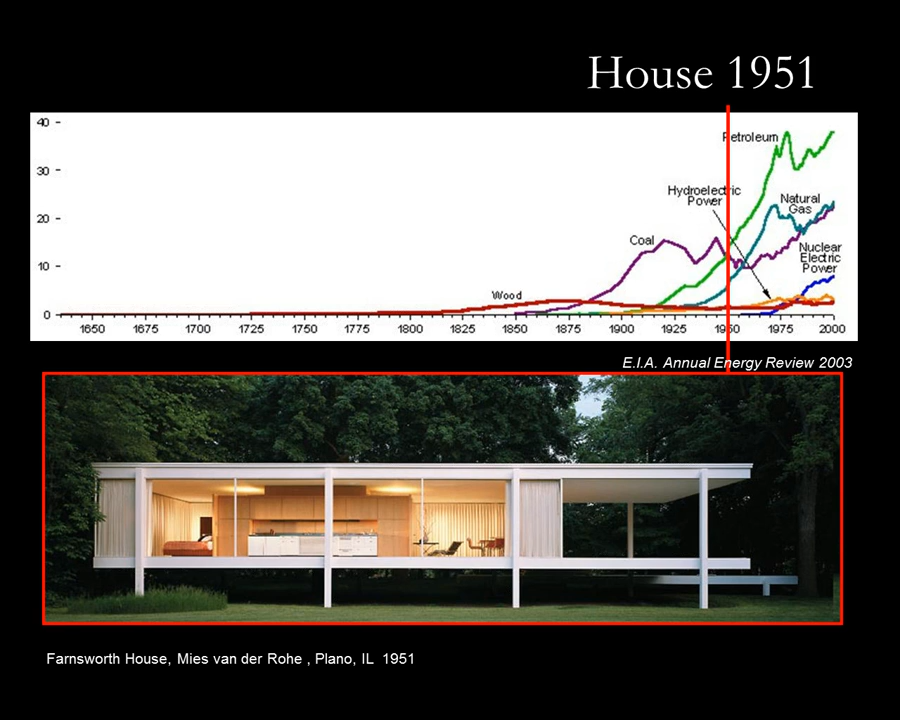 House 1951
40
30
20
10
0
Petroleum
Hydroelectric
Power
Natural
Gas
Coal
Nuclear
Electric
Power
Wood
1650 1675 1700 1725 1750 1775 1800 1825 1850 1875 1900 1925 1950 1975 2000
E.I.A. Annual Energy Review 2003
Farnsworth House, Mies van der Rohe , Plano, IL 1951